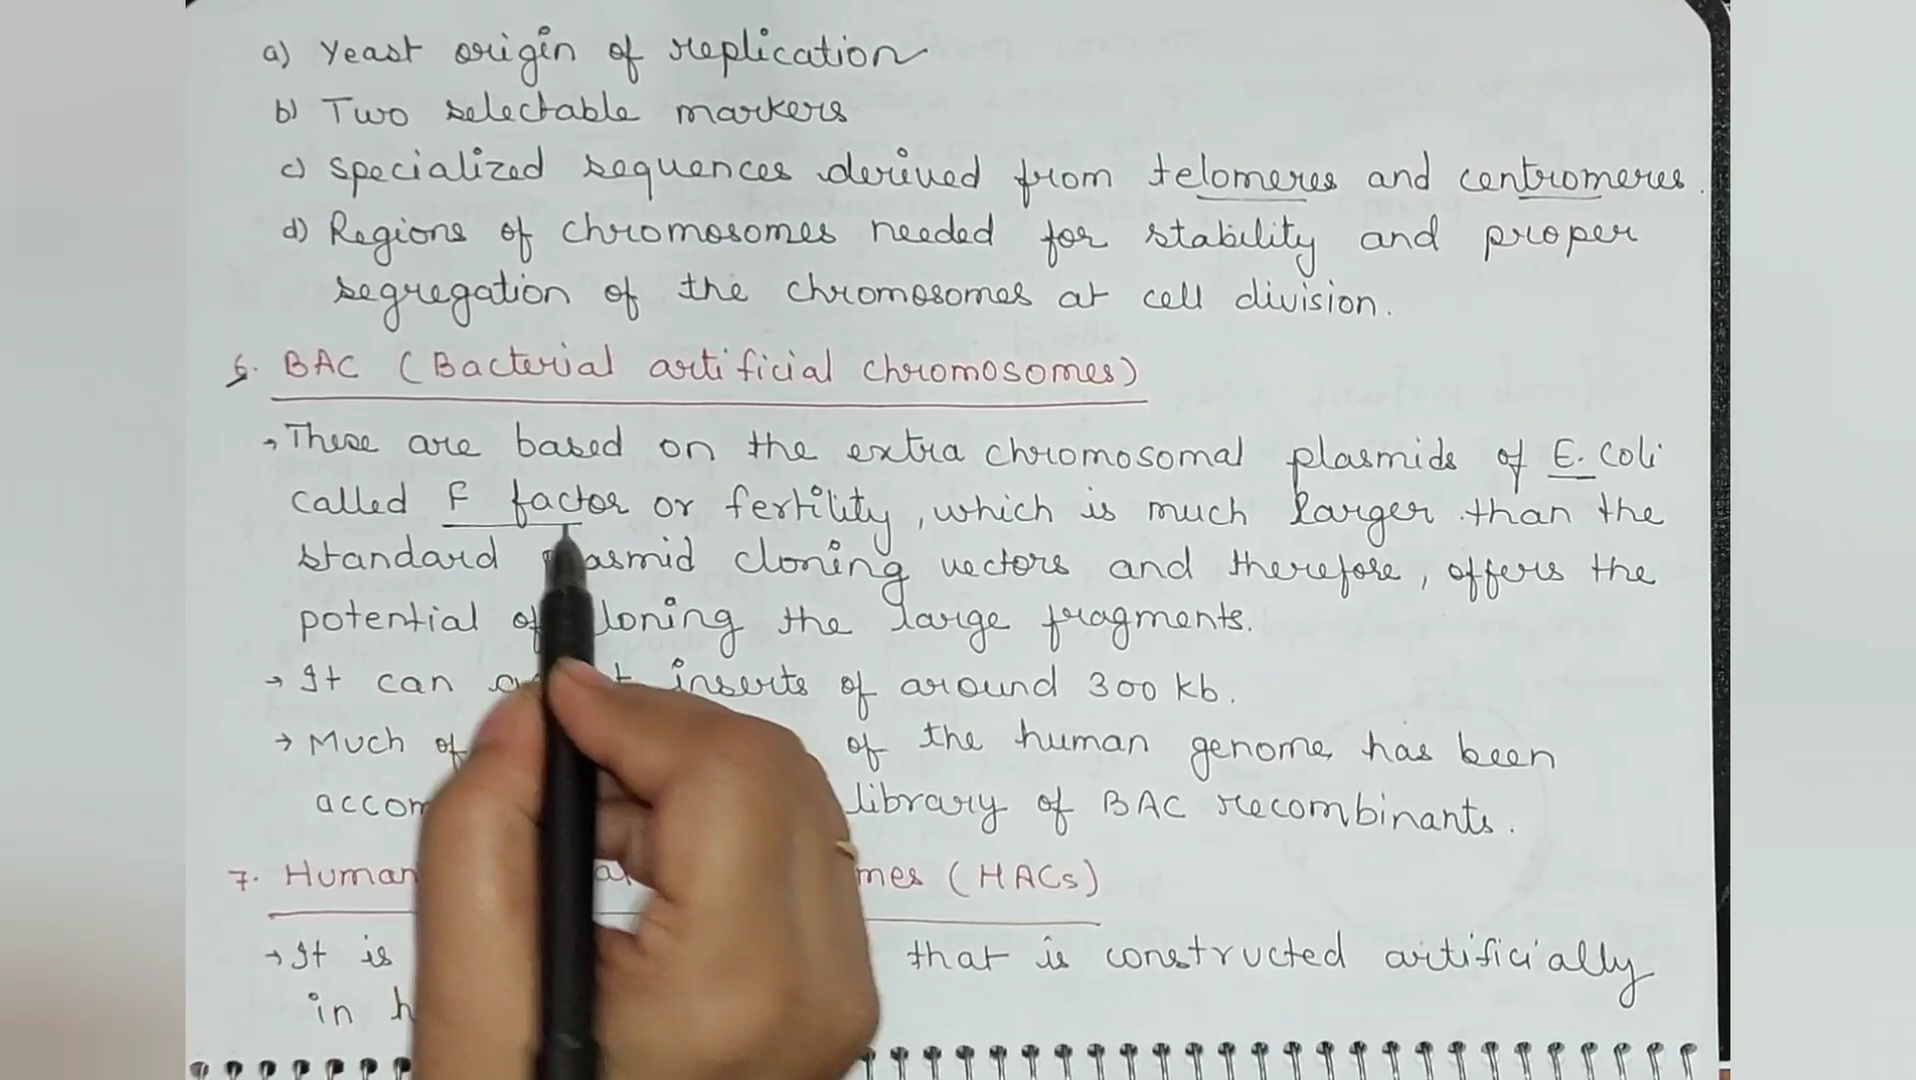 a) Yeast origin of replication
b) Two selectable markers
c) specialized sequences derived from telomeres and centromeres.
d) Regions of chromosomes needed for stability and proper
segregation of the chromosomes at cell division.
6. BAC (Bacterial artificial chromosomes)
→ These are based on the extra chromosomal plasmids of E. coli
called F factor or fertility, which is much larger than the
standard plasmid cloning vectors and therefore, offers the
potential of cloning the large fragments.
→ It can inserts of around 300 kb.
→ Much of of the human genome has been
library of BAC recombinants.
7. Human (HACs)
→ It is that is constructed artificially
in